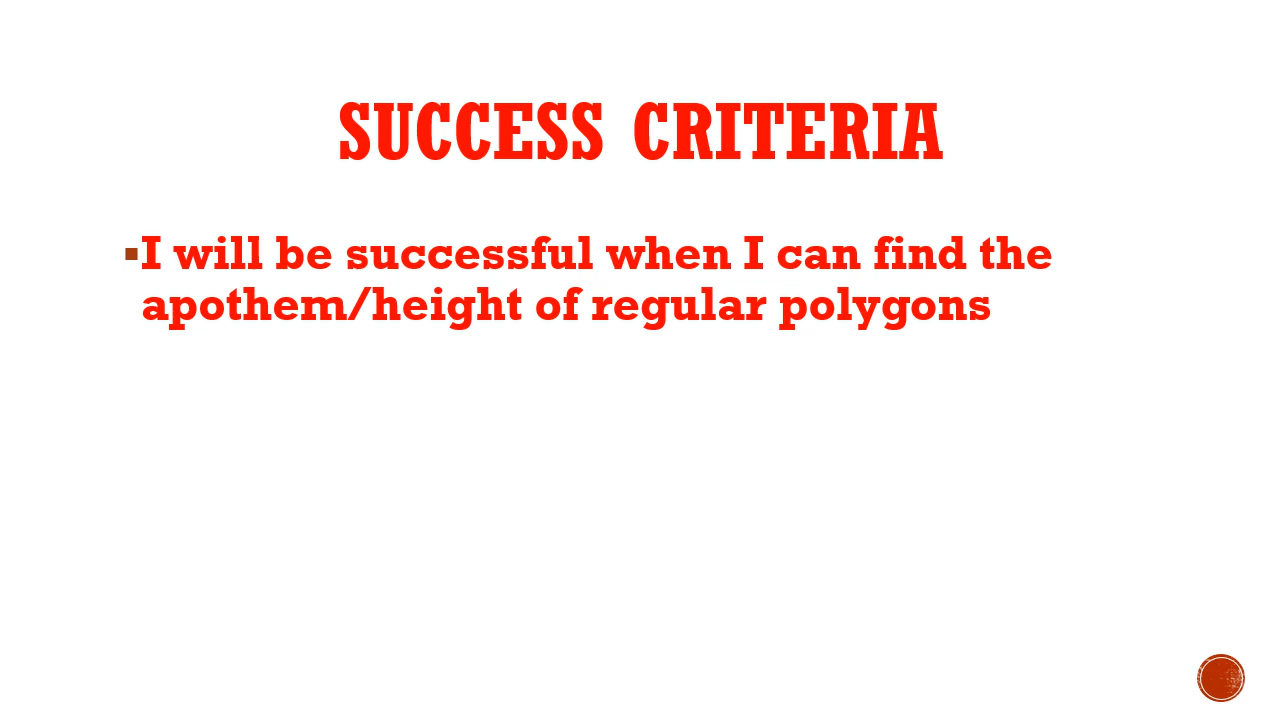 SUCCESS CRITERIA
▪I will be successful when I can find the
apothem/height of regular polygons